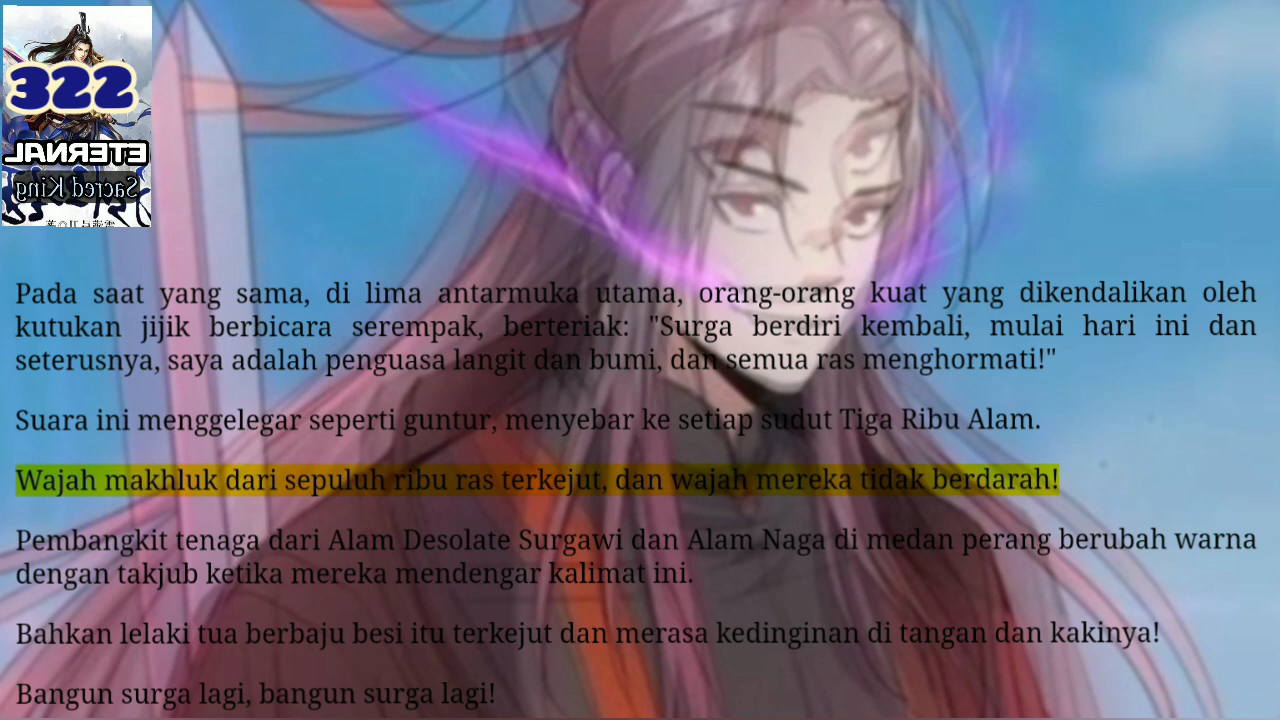 322
ETERNAL
Sacred King
Pada saat yang sama, di lima antarmuka utama, orang-orang kuat yang dikendalikan oleh
kutukan jijik berbicara serempak, berteriak: "Surga berdiri kembali, mulai hari ini dan
seterusnya, saya adalah penguasa langit dan bumi, dan semua ras menghormati!"
Suara ini menggelegar seperti guntur, menyebar ke setiap sudut Tiga Ribu Alam.
Wajah makhluk dari sepuluh ribu ras terkejut, dan wajah mereka tidak berdarah!
Pembangkit tenaga dari Alam Desolate Surgawi dan Alam Naga di medan perang berubah warna
dengan takjub ketika mereka mendengar kalimat ini.
Bahkan lelaki tua berbaju besi itu terkejut dan merasa kedinginan di tangan dan kakinya!
Bangun surga lagi, bangun surga lagi!